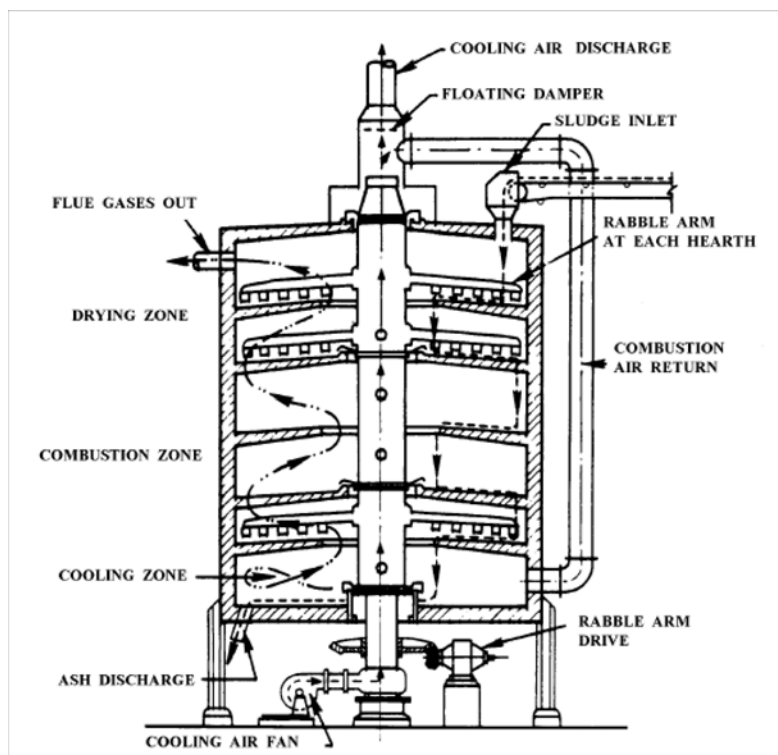 COOLING AIR DISCHARGE
FLOATING DAMPER
SLUDGE INLET
FLUE GASES OUT
RABBLE ARM
AT EACH HEARTH
DRYING ZONE
COMBUSTION
AIR RETURN
COMBUSTION ZONE
COOLING ZONE
RABBLE ARM
DRIVE
ASH DISCHARGE
COOLING AIR FAN